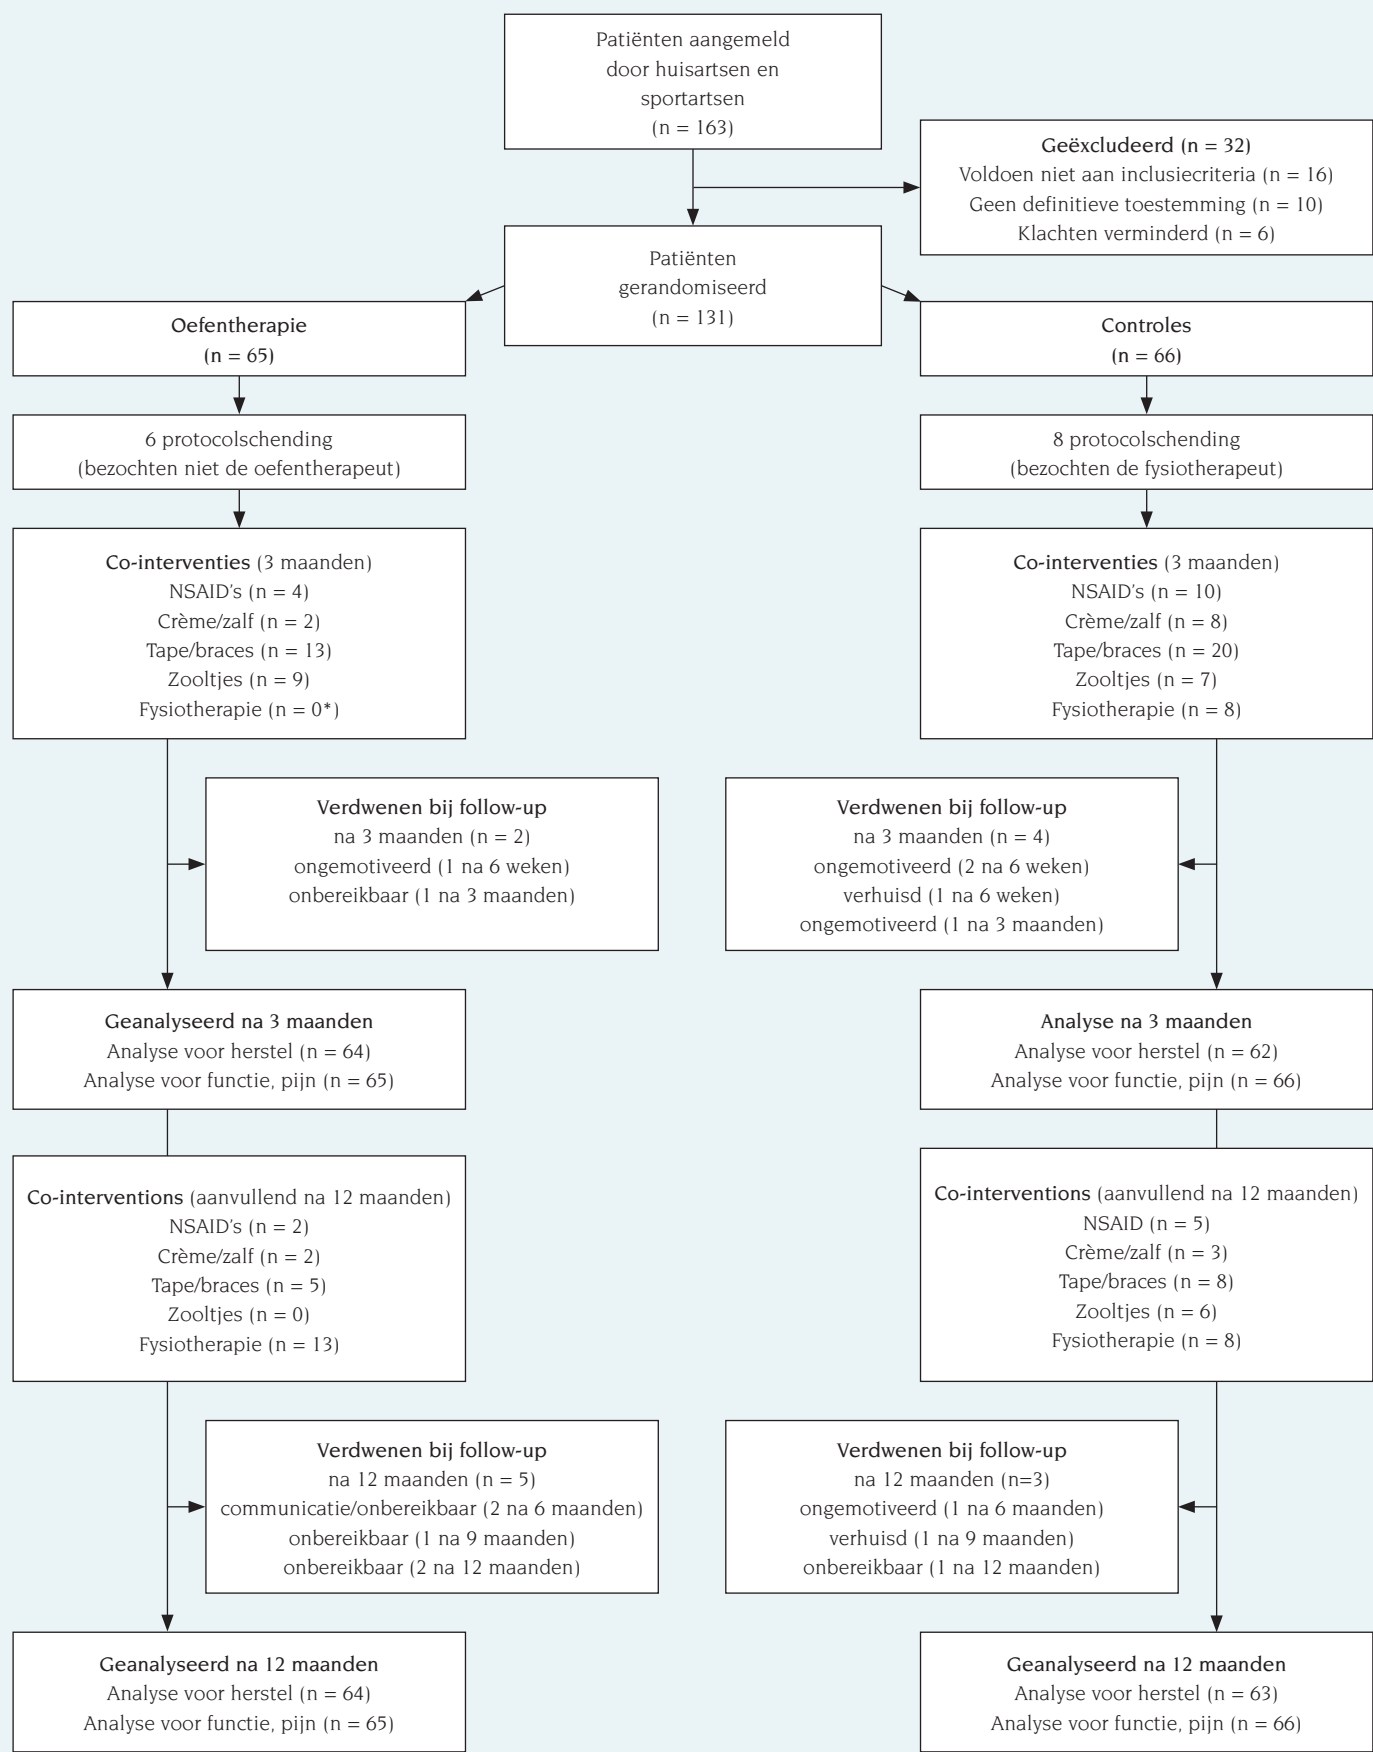 Patiënten aangemeld
door huisartsen en
sportartsen
(n = 163)
Geëxcludeerd (n = 32)
Voldoen niet aan inclusiecriteria (n = 16)
Geen definitieve toestemming (n = 10)
Klachten verminderd (n = 6)
Patiënten
gerandomiseerd
(n = 131)
Oefentherapie
(n = 65)
Controles
(n = 66)
6 protocolschending
(bezochten niet de oefentherapeut)
8 protocolschending
(bezochten de fysiotherapeut)
Co-interventies (3 maanden)
NSAID's (n = 4)
Crème/zalf (n = 2)
Tape/braces (n = 13)
Zooltjes (n = 9)
Fysiotherapie (n = 0*)
Co-interventies (3 maanden)
NSAID's (n = 10)
Crème/zalf (n = 8)
Tape/braces (n = 20)
Zooltjes (n = 7)
Fysiotherapie (n = 8)
Verdwenen bij follow-up
na 3 maanden (n = 2)
ongemotiveerd (1 na 6 weken)
onbereikbaar (1 na 3 maanden)
Verdwenen bij follow-up
na 3 maanden (n = 4)
ongemotiveerd (2 na 6 weken)
verhuisd (1 na 6 weken)
ongemotiveerd (1 na 3 maanden)
Geanalyseerd na 3 maanden
Analyse voor herstel (n = 64)
Analyse voor functie, pijn (n = 65)
Analyse na 3 maanden
Analyse voor herstel (n = 62)
Analyse voor functie, pijn (n = 66)
Co-interventions (aanvullend na 12 maanden)
NSAID's (n = 2)
Crème/zalf (n = 2)
Tape/braces (n = 5)
Zooltjes (n = 0)
Fysiotherapie (n = 13)
Co-interventions (aanvullend na 12 maanden)
NSAID (n = 5)
Crème/zalf (n = 3)
Tape/braces (n = 8)
Zooltjes (n = 6)
Fysiotherapie (n = 8)
Verdwenen bij follow-up
na 12 maanden (n = 5)
communicatie/onbereikbaar (2 na 6 maanden)
onbereikbaar (1 na 9 maanden)
onbereikbaar (2 na 12 maanden)
Verdwenen bij follow-up
na 12 maanden (n=3)
ongemotiveerd (1 na 6 maanden)
verhuisd (1 na 9 maanden)
onbereikbaar (1 na 12 maanden)
Geanalyseerd na 12 maanden
Analyse voor herstel (n = 64)
Analyse voor functie, pijn (n = 65)
Geanalyseerd na 12 maanden
Analyse voor herstel (n = 63)
Analyse voor functie, pijn (n = 66)